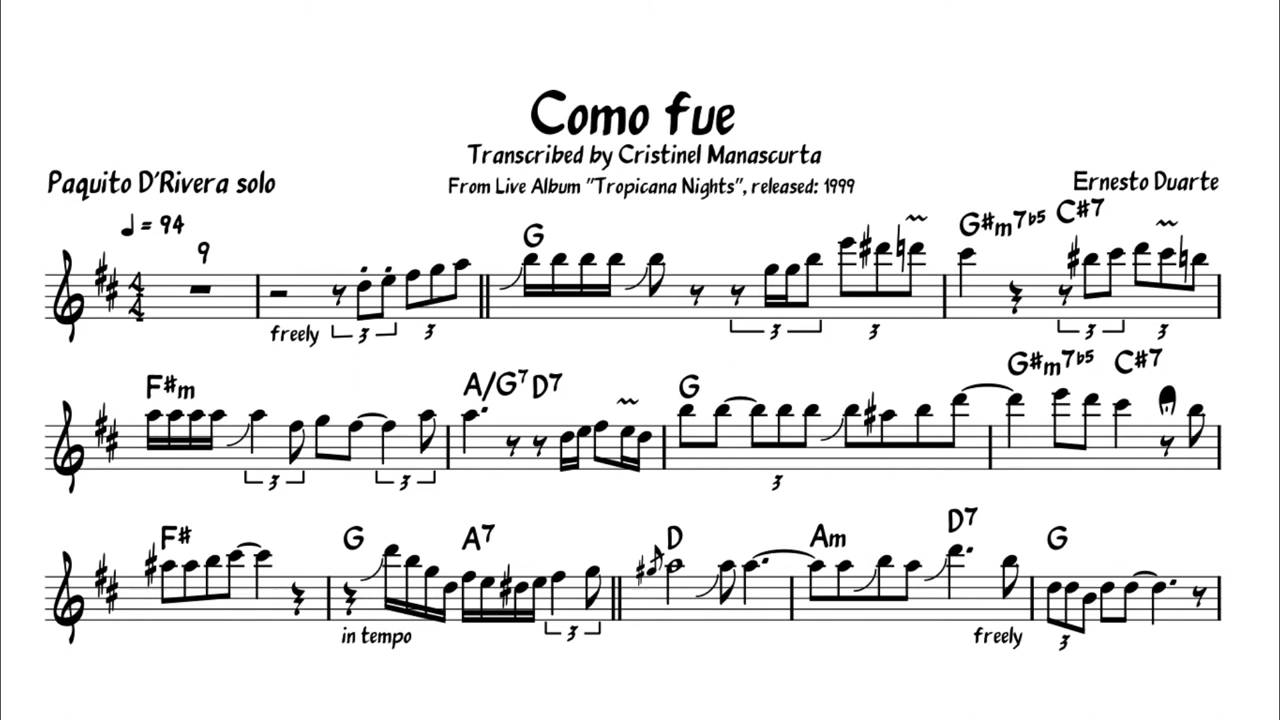 Como fue
Transcribed by Cristinel Manascurta
Paquito D'Rivera solo
From Live Album "Tropicana Nights", released: 1999
Ernesto Duarte
♩ = 94
9
G
G#m7b5 C#7
freely
3 3 3 3 3 3
F#m A/G7 D7 G G#m7b5 C#7
3 3 3
F# G A7 D Am D7 G
in tempo
3
freely
3